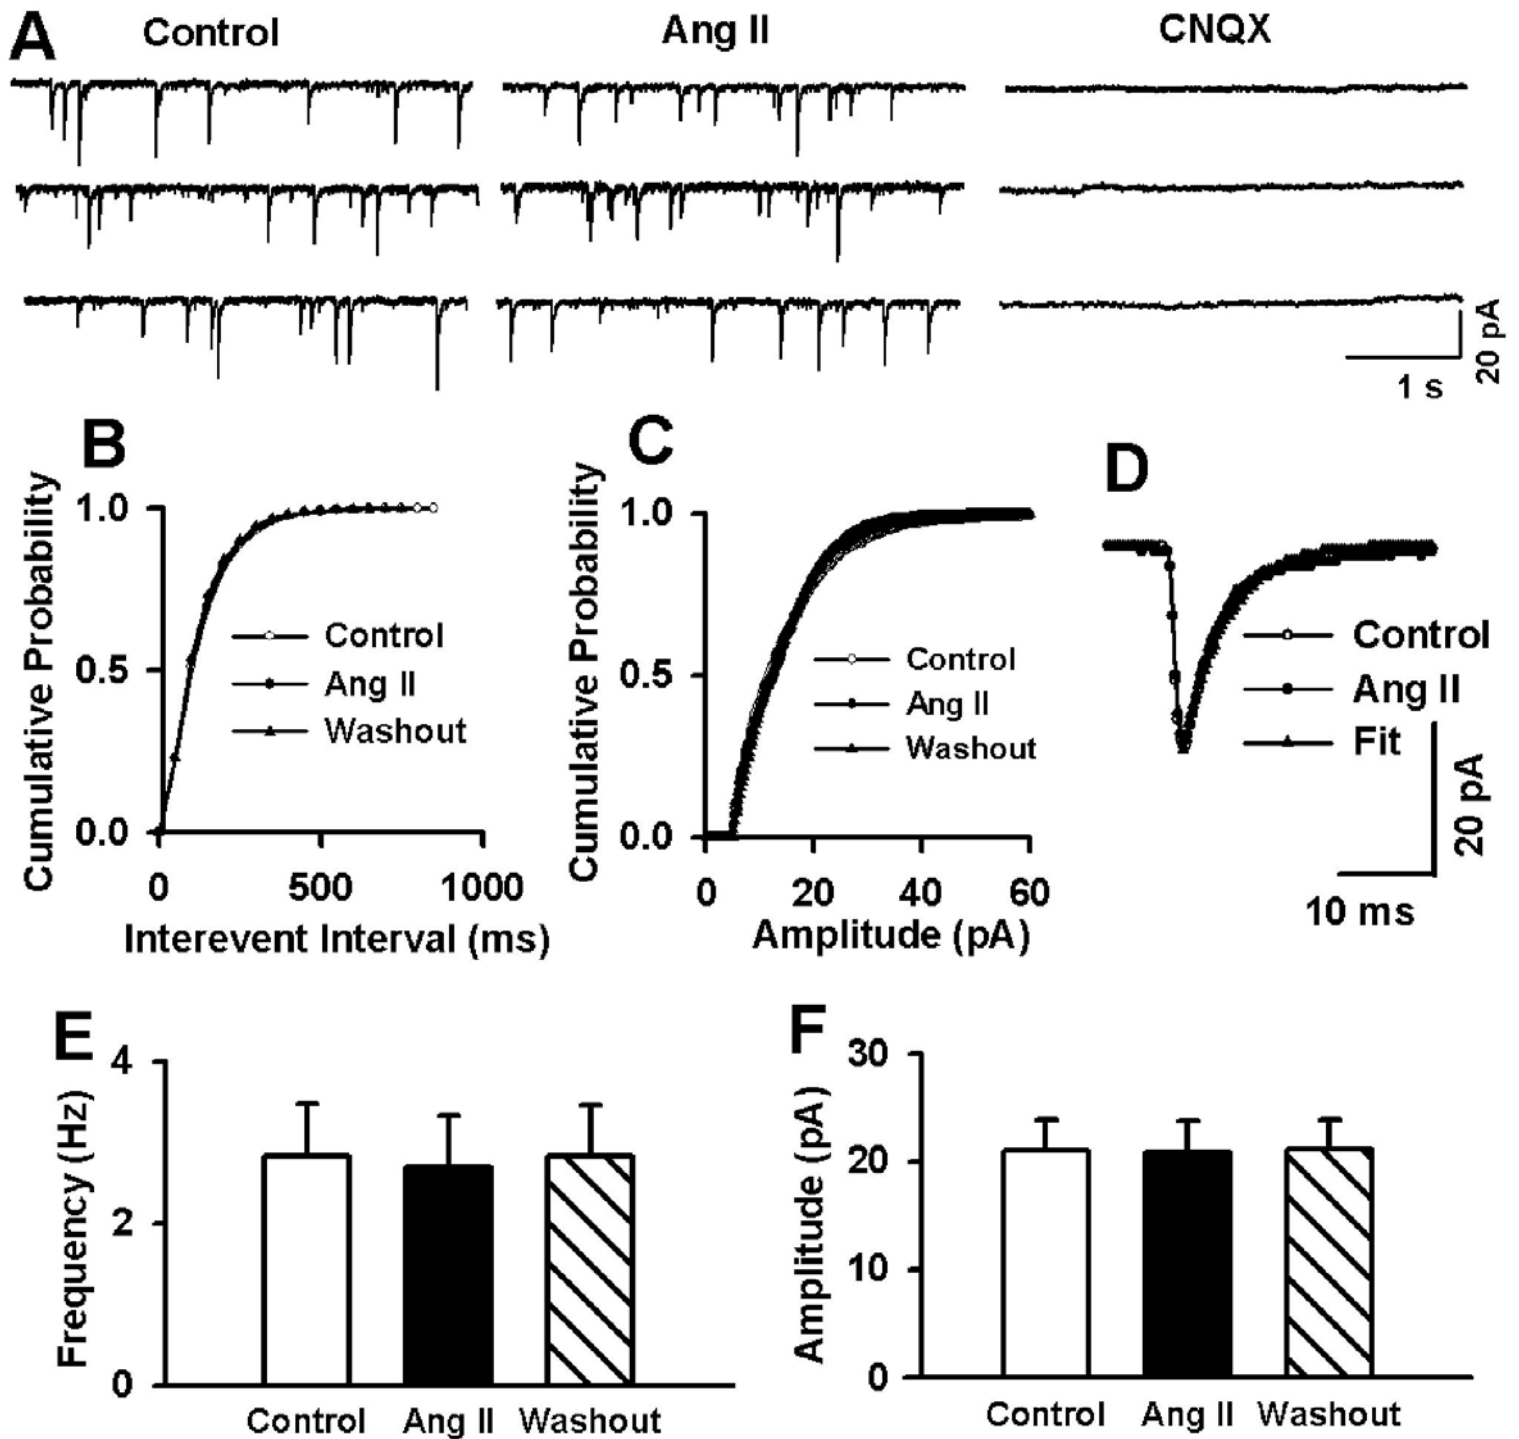 A
Control
Ang II
CNQX
20 pA
1 s
B
Cumulative Probability
1.0
0.5
0.0
Control
Ang II
Washout
0
500
1000
Interevent Interval (ms)
C
Cumulative Probability
1.0
0.5
0.0
Control
Ang II
Washout
0
20
40
60
Amplitude (pA)
D
Control
Ang II
Fit
20 pA
10 ms
E
Frequency (Hz)
4
2
0
Control
Ang II
Washout
F
Amplitude (pA)
30
20
10
0
Control
Ang II
Washout